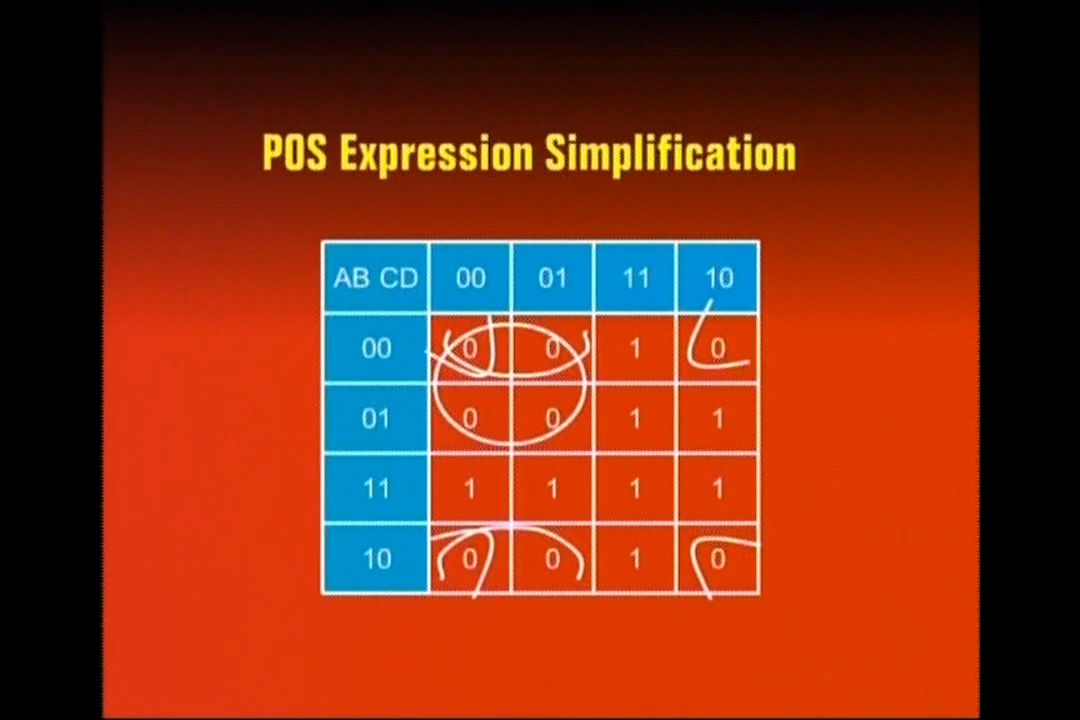 POS Expression Simplification
AB CD 00 01 11 10
00 0 0 1 0
01 0 0 1 1
11 1 1 1 1
10 0 0 1 0